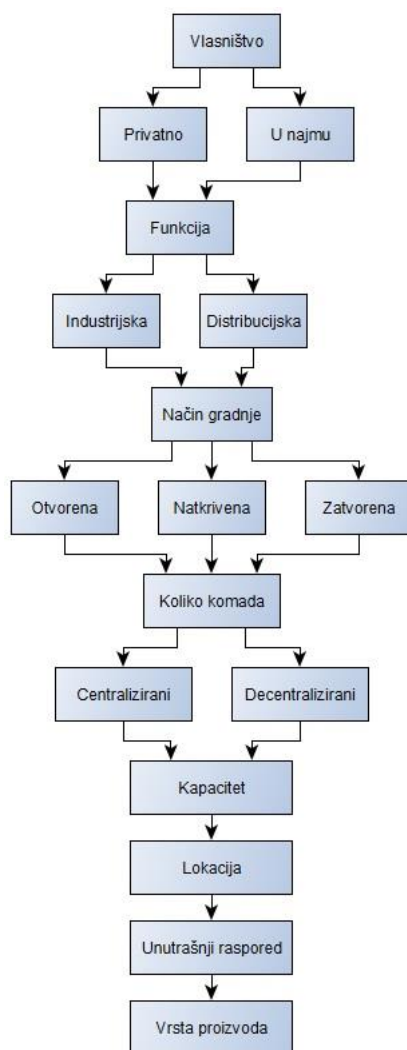 Vlasništvo
Privatno
U najmu
Funkcija
Industrijska
Distribucijska
Način gradnje
Otvorena
Natkrivena
Zatvorena
Koliko komada
Centralizirani
Decentralizirani
Kapacitet
Lokacija
Unutrašnji raspored
Vrsta proizvoda